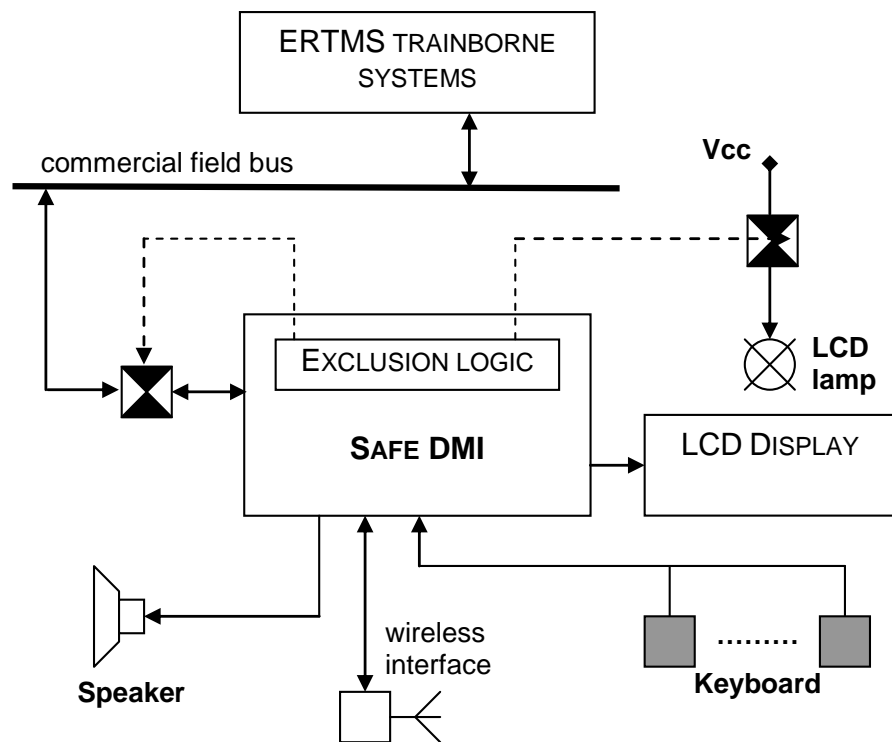 ERTMS TRAINBORNE
SYSTEMS
commercial field bus
Vcc
EXCLUSION LOGIC
LCD
lamp
SAFE DMI
LCD DISPLAY
wireless
interface
.........
Speaker
Keyboard